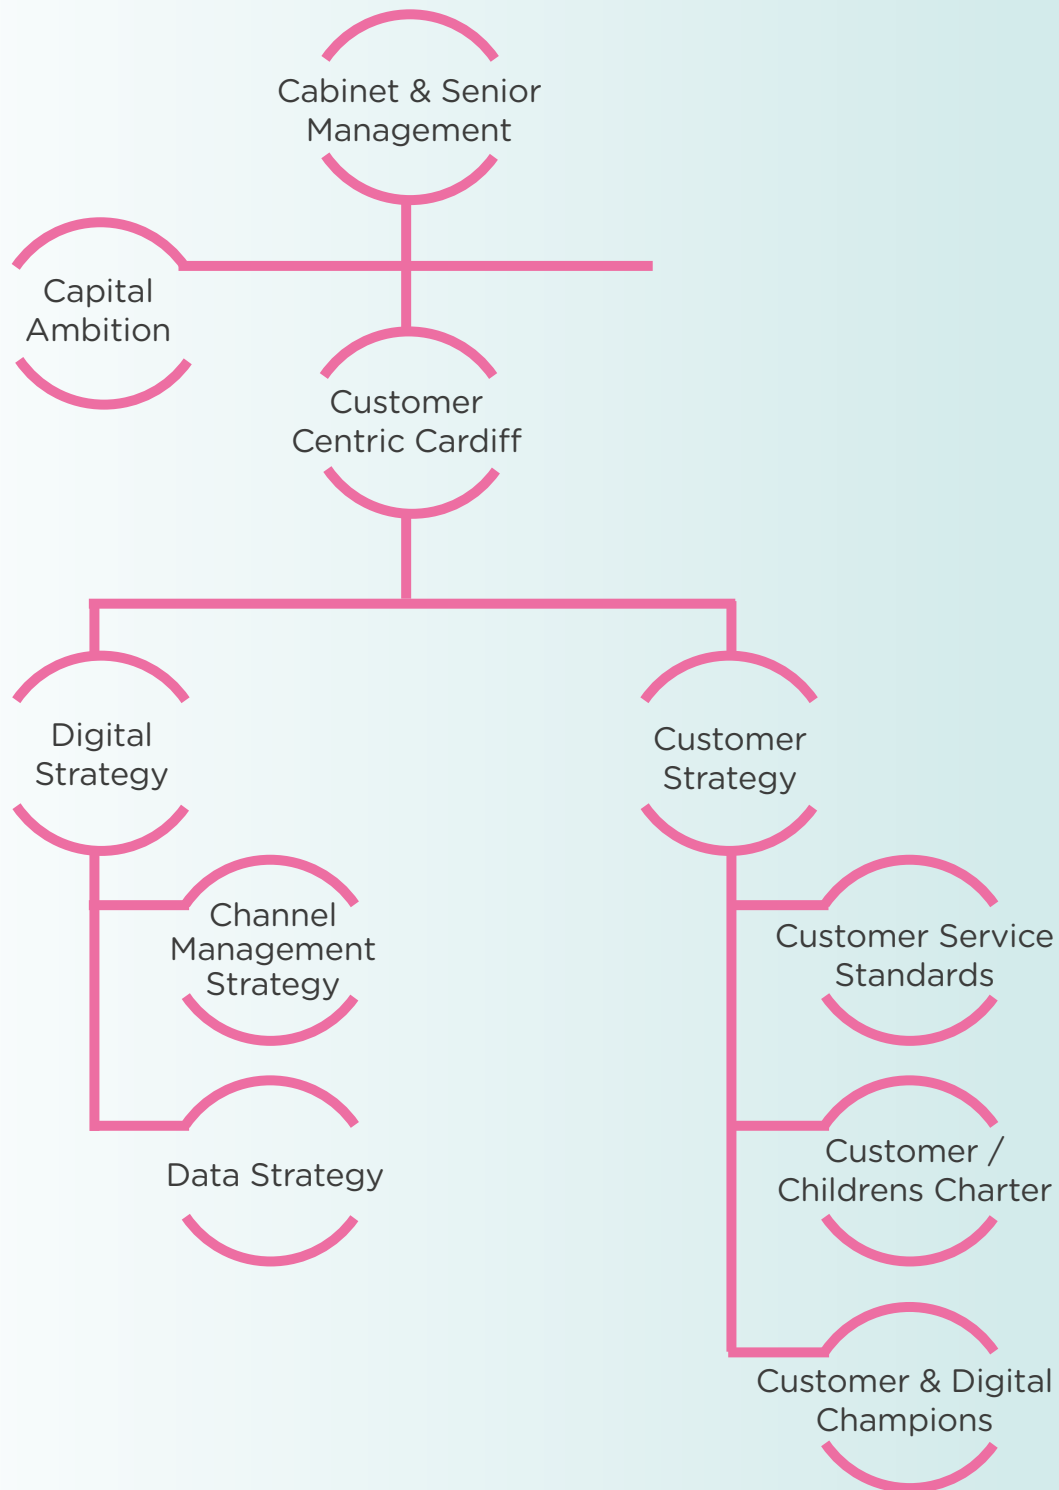 Cabinet & Senior
Management
Capital
Ambition
Customer
Centric Cardiff
Digital
Strategy
Customer
Strategy
Channel
Management
Strategy
Customer Service
Standards
Data Strategy
Customer /
Childrens Charter
Customer & Digital
Champions